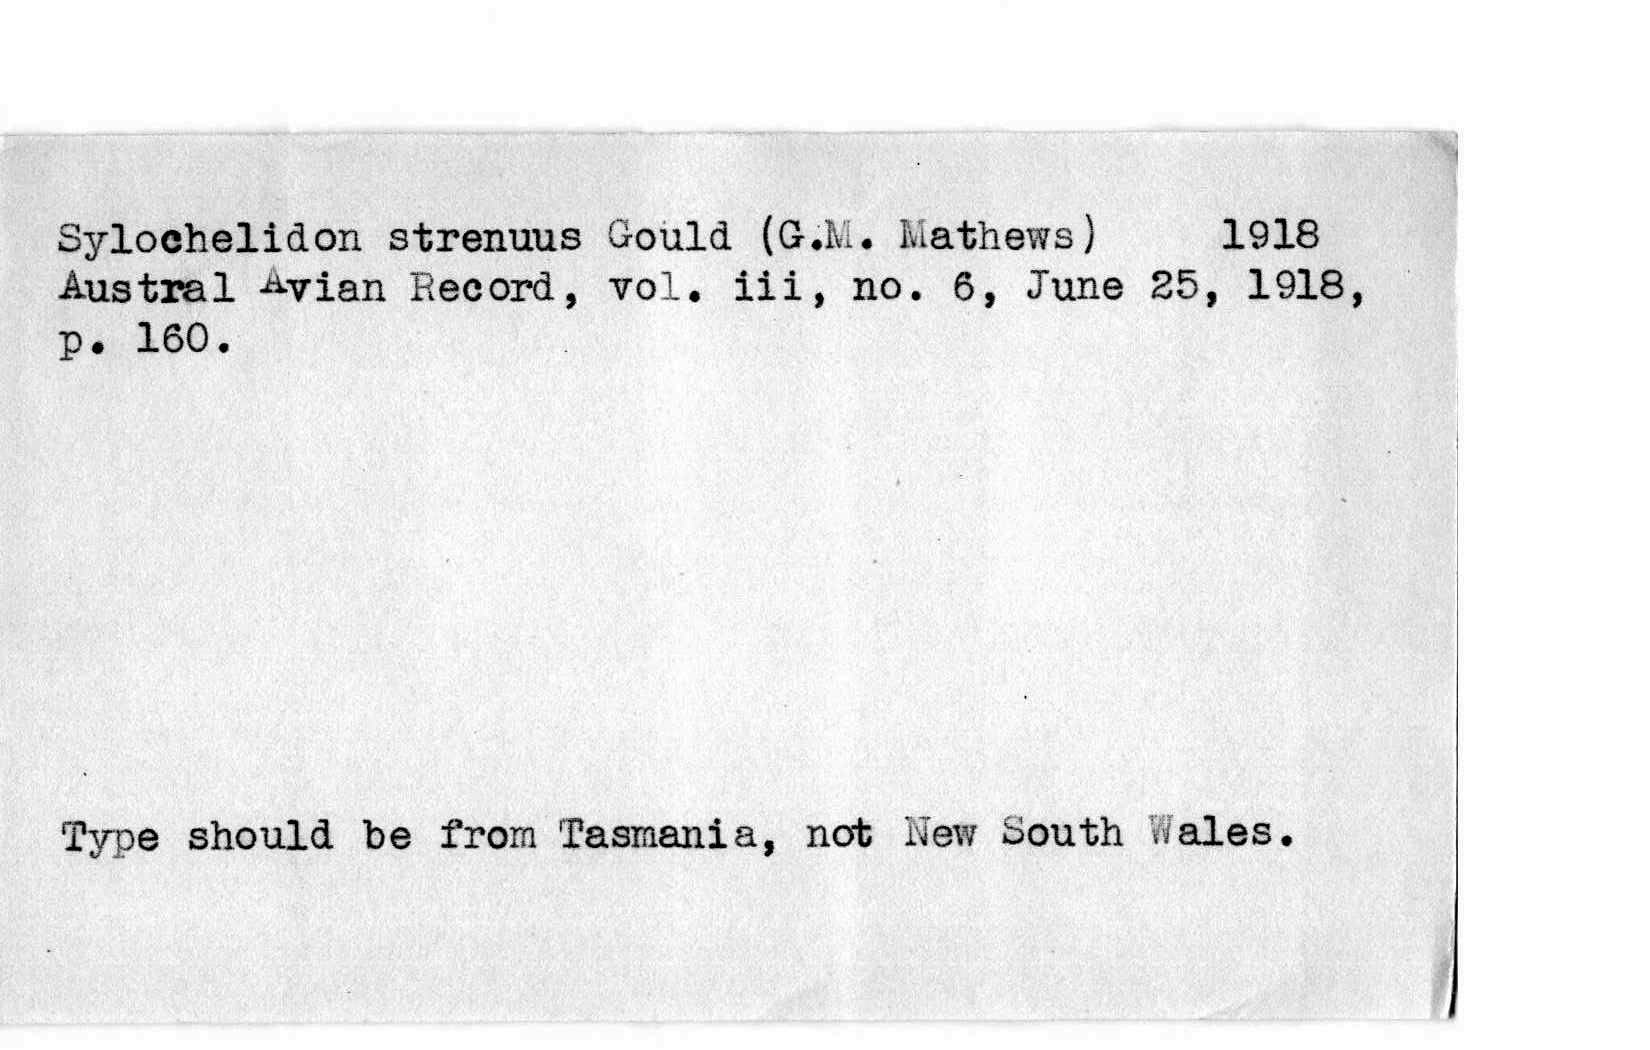 Sylochelidon strenuus Gould (G.M. Mathews) 1918
Austral Avian Record, vol. iii, no. 6, June 25, 1918,
p. 160.
Type should be from Tasmania, not New South Wales.